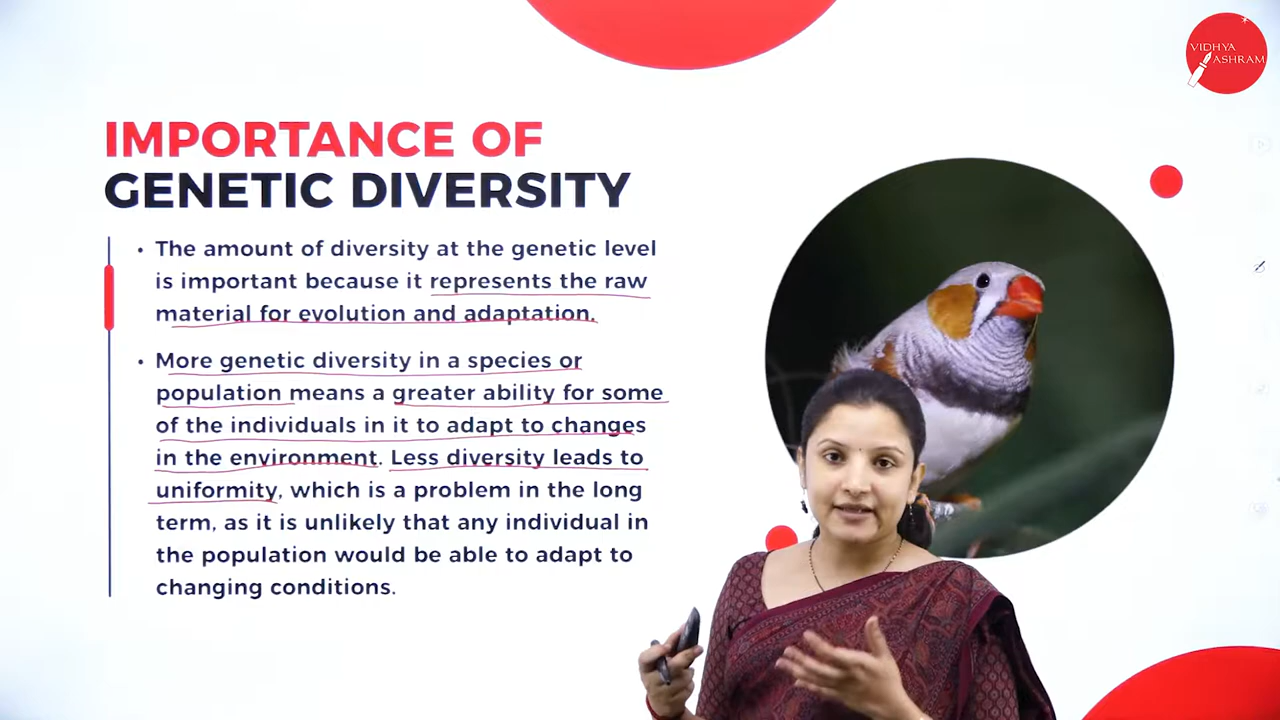 VIDHYA
ASHRAM
IMPORTANCE OF
GENETIC DIVERSITY
• The amount of diversity at the genetic level
is important because it represents the raw
material for evolution and adaptation.
• More genetic diversity in a species or
population means a greater ability for some
of the individuals in it to adapt to changes
in the environment. Less diversity leads to
uniformity, which is a problem in the long
term, as it is unlikely that any individual in
the population would be able to adapt to
changing conditions.